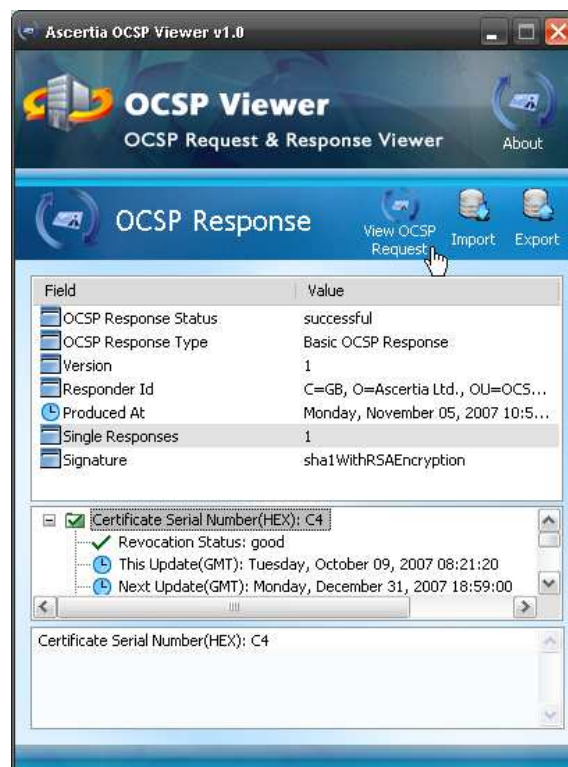 Ascertia OCSP Viewer v1.0
OCSP Viewer
OCSP Request & Response Viewer
About
OCSP Response
View OCSP Request
Import
Export
Field Value
OCSP Response Status successful
OCSP Response Type Basic OCSP Response
Version 1
Responder Id C=GB, O=Ascertia Ltd., OU=OCS...
Produced At Monday, November 05, 2007 10:5...
Single Responses 1
Signature sha1WithRSAEncryption
Certificate Serial Number(HEX): C4
Revocation Status: good
This Update(GMT): Tuesday, October 09, 2007 08:21:20
Next Update(GMT): Monday, December 31, 2007 18:59:00
Certificate Serial Number(HEX): C4